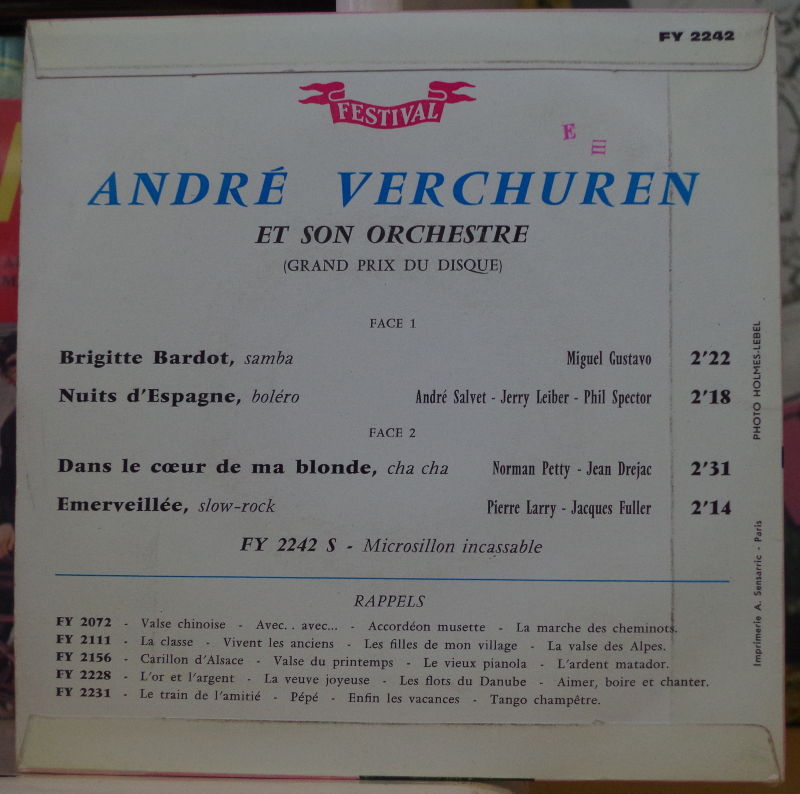 FY 2242
FESTIVAL
E
III
ANDRÉ VERCHUREN
ET SON ORCHESTRE
(GRAND PRIX DU DISQUE)
FACE 1
Brigitte Bardot, samba Miguel Gustavo 2'22
Nuits d'Espagne, boléro André Salvet - Jerry Leiber - Phil Spector 2'18
FACE 2
Dans le cœur de ma blonde, cha cha Norman Petty - Jean Drejac 2'31
Emerveillée, slow-rock Pierre Larry - Jacques Fuller 2'14
FY 2242 S - Microsillon incassable
RAPPELS
FY 2072 - Valse chinoise - Avec.. avec... - Accordéon musette - La marche des cheminots.
FY 2111 - La classe - Vivent les anciens - Les filles de mon village - La valse des Alpes.
FY 2156 - Carillon d'Alsace - Valse du printemps - Le vieux pianola - L'ardent matador.
FY 2228 - L'or et l'argent - La veuve joyeuse - Les flots du Danube - Aimer, boire et chanter.
FY 2231 - Le train de l'amitié - Pépé - Enfin les vacances - Tango champêtre.
PHOTO HOLMES-LEBEL
Imprimerie A. Sensarric - Paris